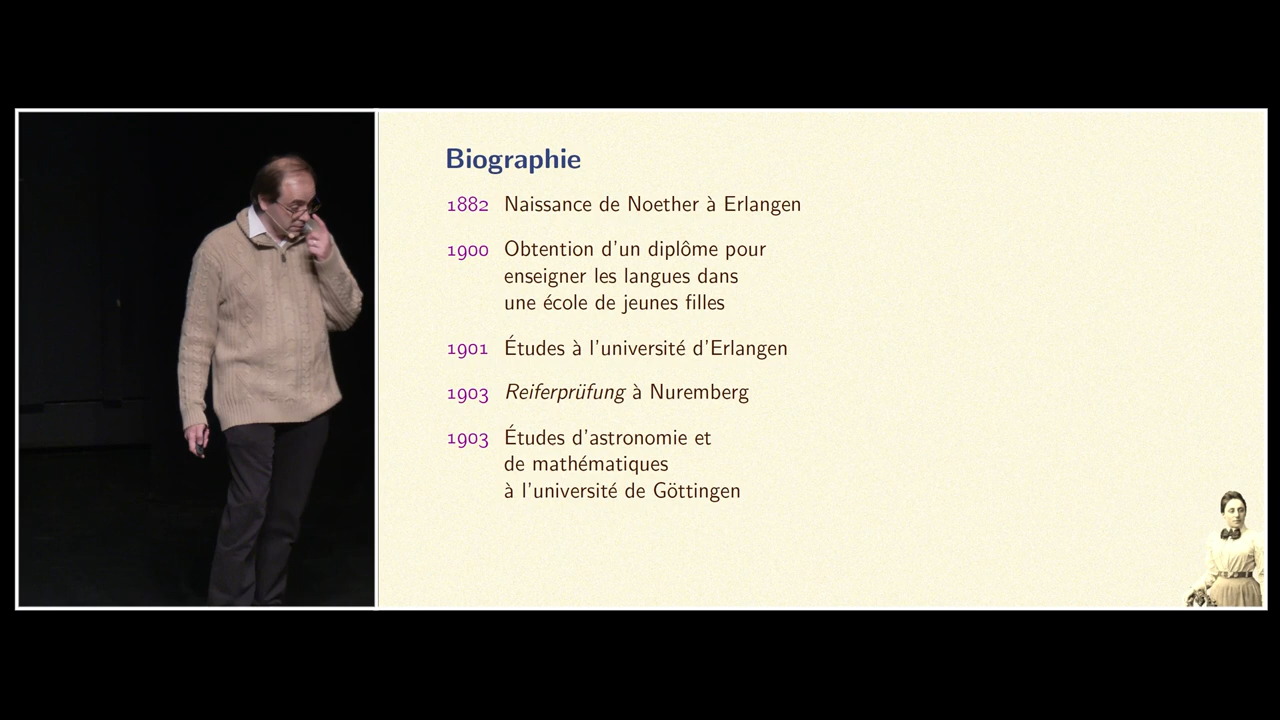 Biographie
1882 Naissance de Noether à Erlangen
1900 Obtention d'un diplôme pour
enseigner les langues dans
une école de jeunes filles
1901 Études à l'université d'Erlangen
1903 Reiferprüfung à Nuremberg
1903 Études d'astronomie et
de mathématiques
à l'université de Göttingen